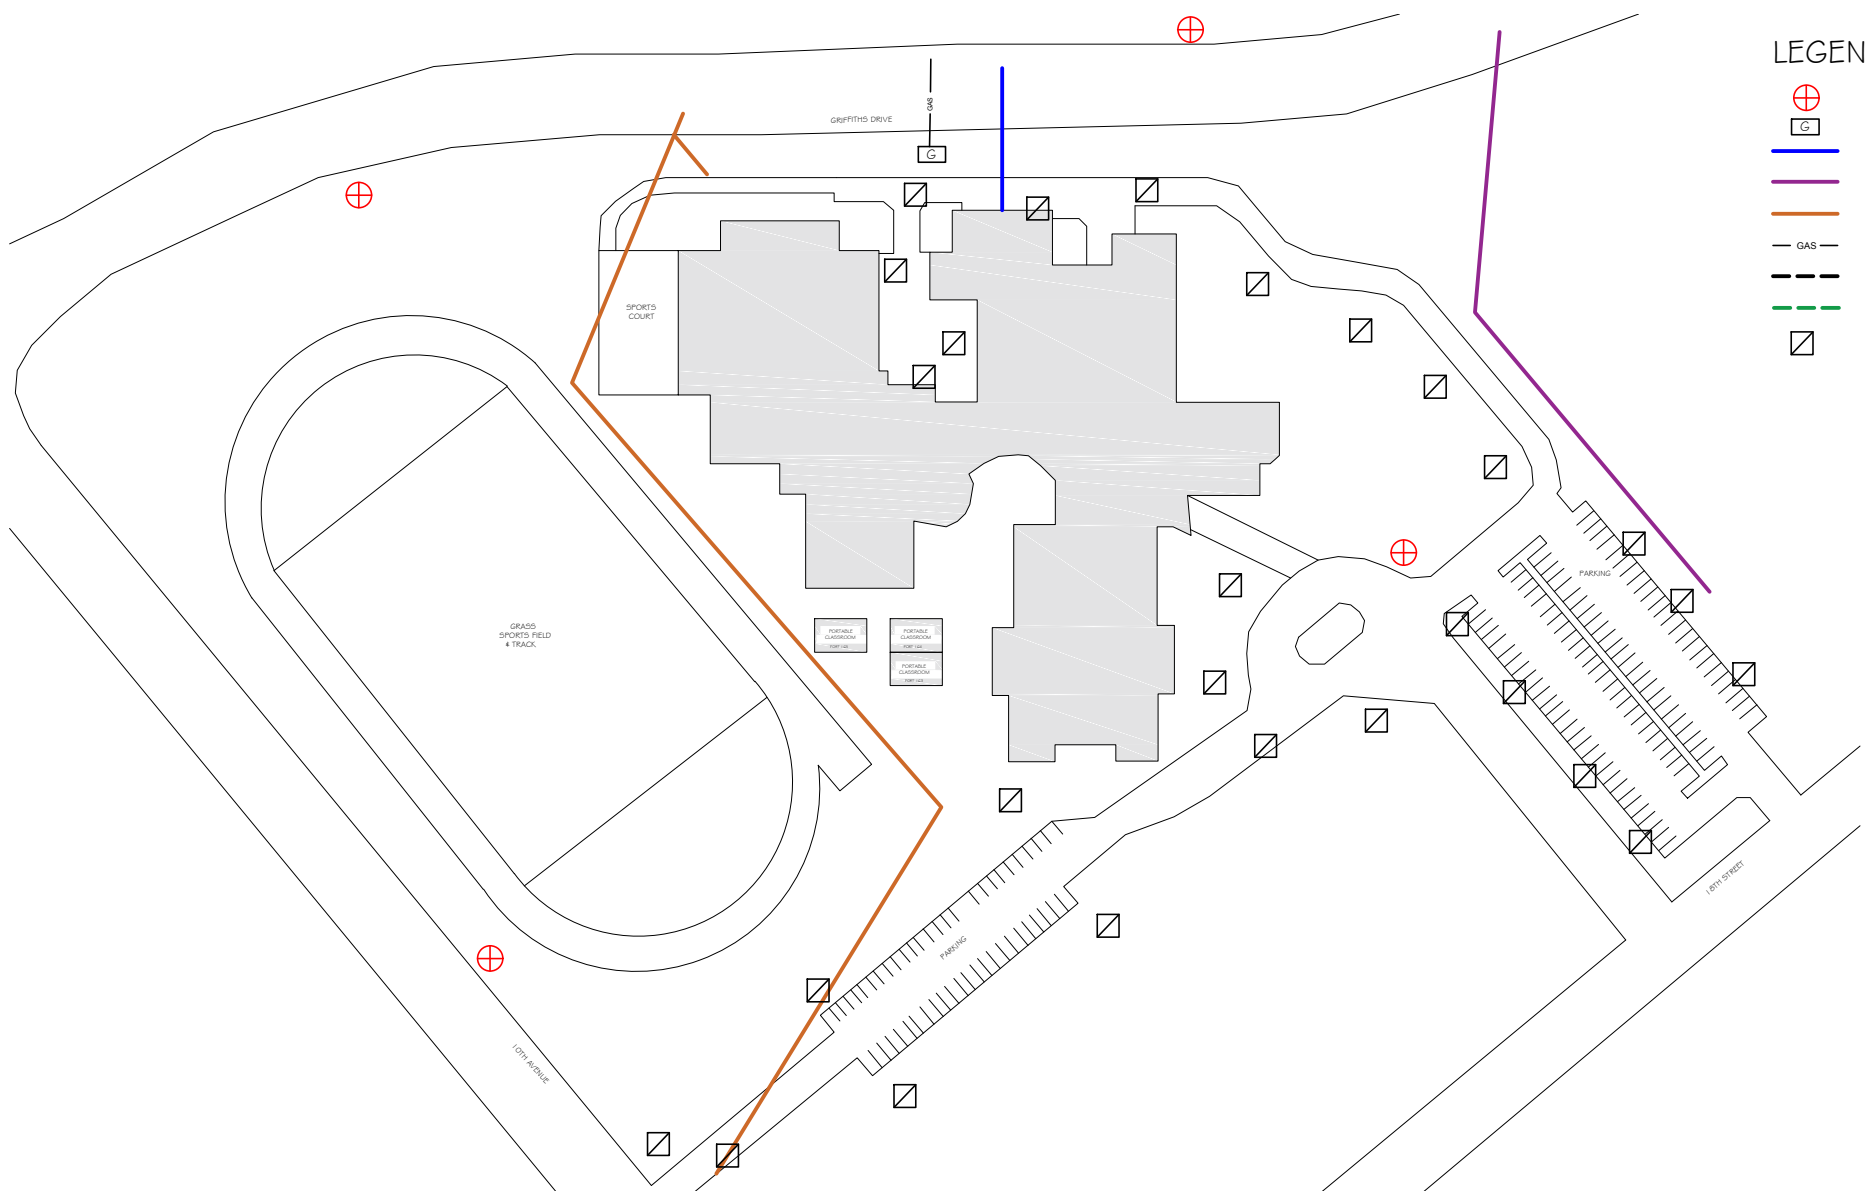 LEGEN
G
GAS
GAS
GRIFFITHS DRIVE
G
SPORTS
COURT
PARKING
GRASS
SPORTS FIELD
& TRACK
PORTABLE
CLASSROOM
PORTABLE
CLASSROOM
PORTABLE
CLASSROOM
18TH STREET
PARKING
10TH AVENUE